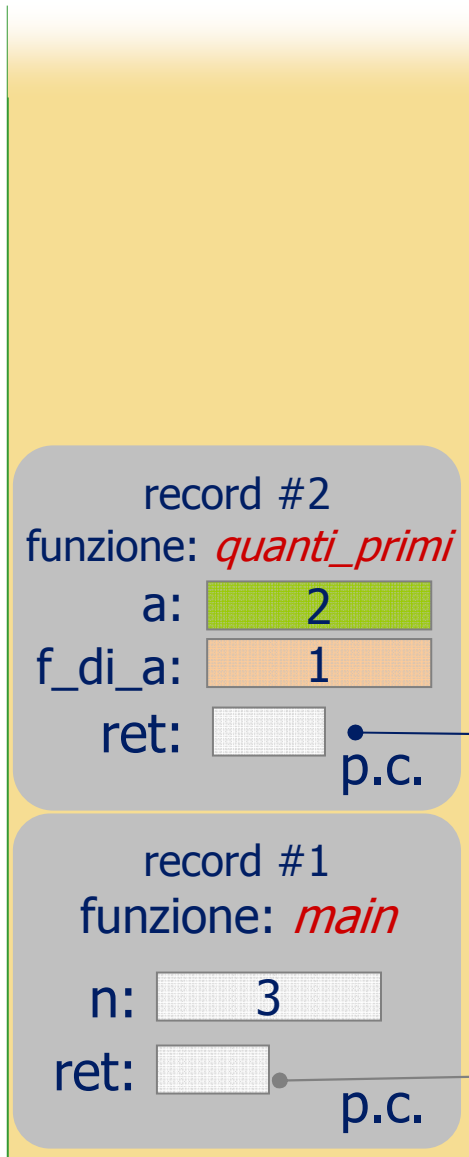 record #2
funzione: quanti_primi
a: 2
f_di_a: 1
ret:
p.c.
record #1
funzione: main
n: 3
ret:
p.c.